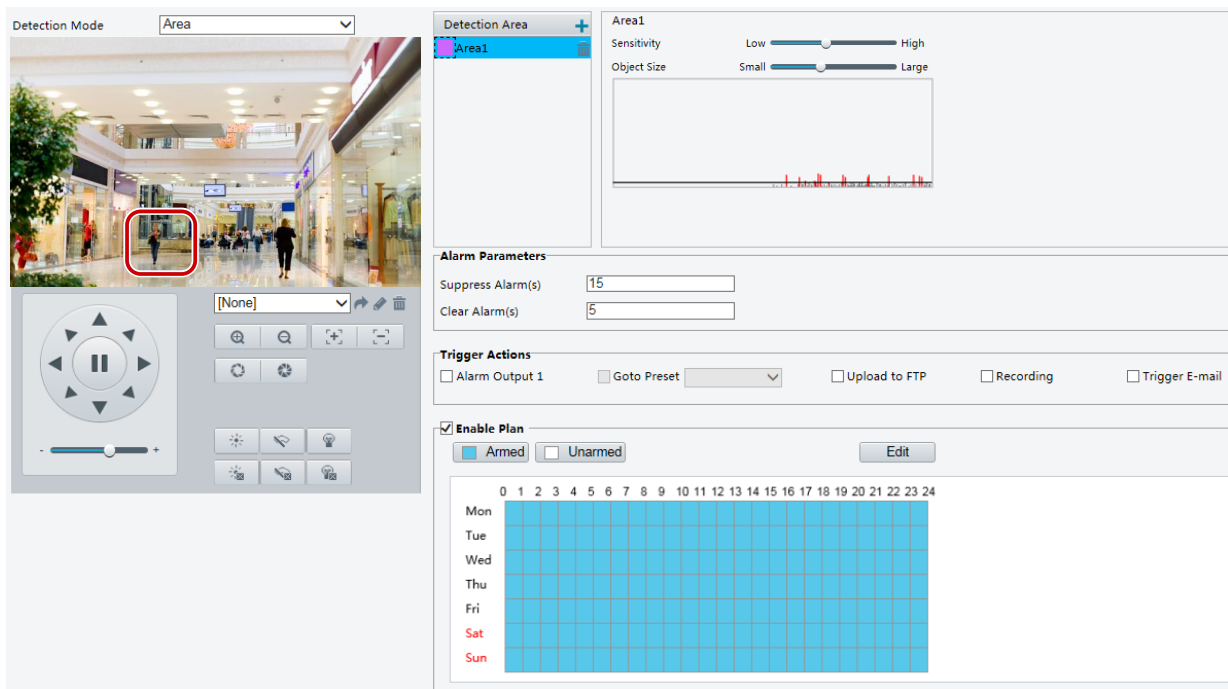 Detection Mode
Area
[None]
-
+
Detection Area
Area1
Area1
Sensitivity
Low
High
Object Size
Small
Large
Alarm Parameters
Suppress Alarm(s)
15
Clear Alarm(s)
5
Trigger Actions
Alarm Output 1
Goto Preset
Upload to FTP
Recording
Trigger E-mail
Enable Plan
Armed
Unarmed
Edit
0 1 2 3 4 5 6 7 8 9 10 11 12 13 14 15 16 17 18 19 20 21 22 23 24
Mon
Tue
Wed
Thu
Fri
Sat
Sun